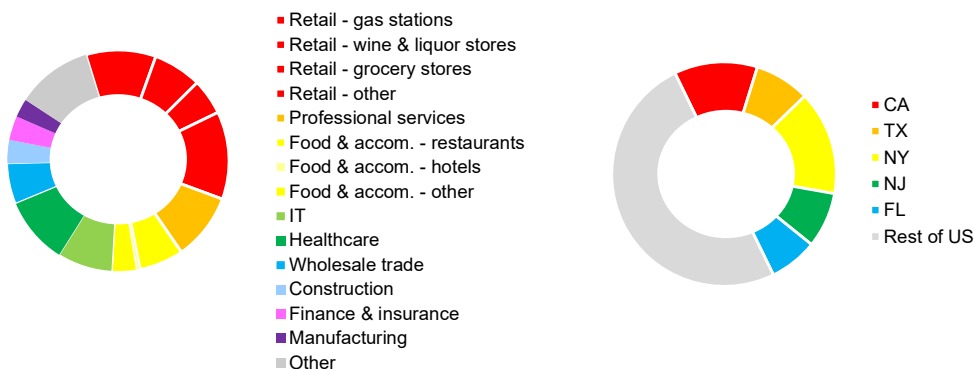 Retail - gas stations
Retail - wine & liquor stores
Retail - grocery stores
Retail - other
Professional services
Food & accom. - restaurants
Food & accom. - hotels
Food & accom. - other
IT
Healthcare
Wholesale trade
Construction
Finance & insurance
Manufacturing
Other
CA
TX
NY
NJ
FL
Rest of US